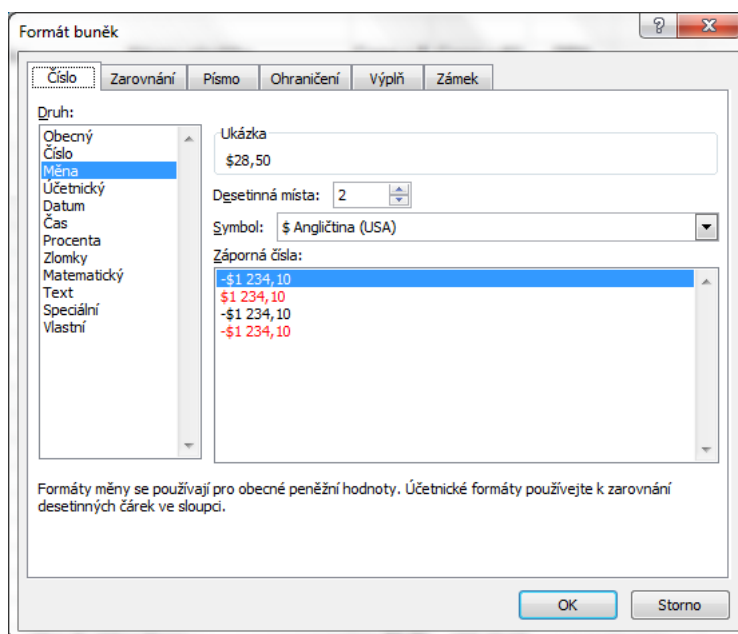 Formát buněk
Číslo
Zarovnání
Písmo
Ohraničení
Výplň
Zámek
Druh:
Obecný
Číslo
Měna
Účetnický
Datum
Čas
Procenta
Zlomky
Matematický
Text
Speciální
Vlastní
Ukázka
$28,50
Desetinná místa: 2
Symbol: $ Angličtina (USA)
Záporná čísla:
-$1 234,10
$1 234,10
-$1 234,10
-$1 234,10
Formáty měny se používají pro obecné peněžní hodnoty. Účetnické formáty používejte k zarovnání
desetinných čárek ve sloupci.
OK
Storno